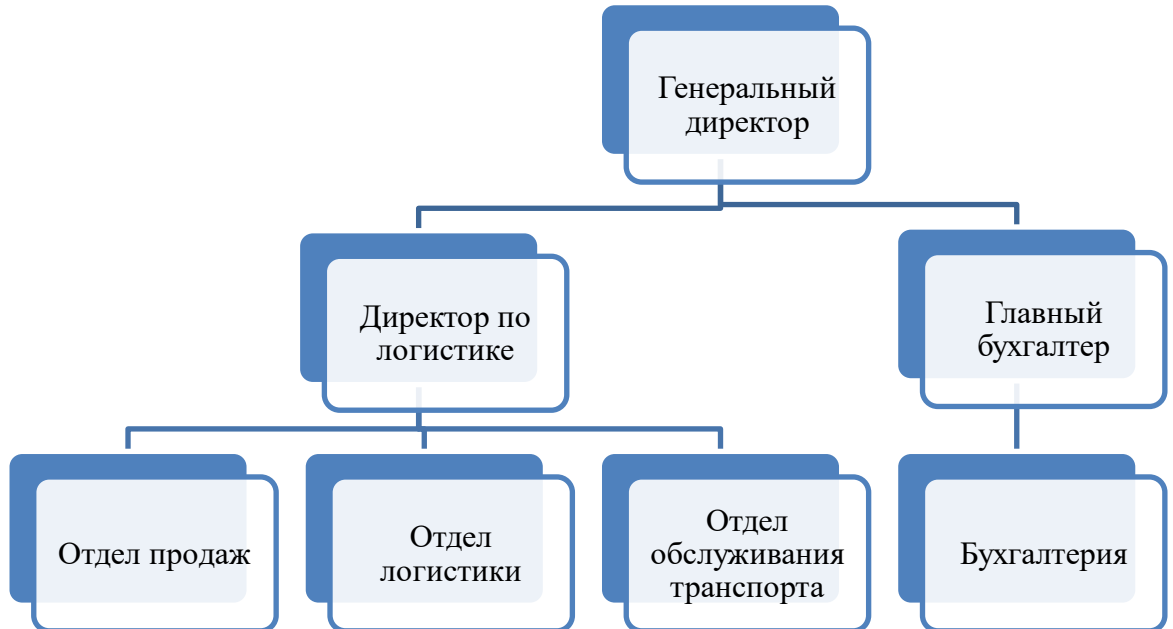 Генеральный
директор
Директор по
логистике
Главный
бухгалтер
Отдел продаж
Отдел
логистики
Отдел
обслуживания
транспорта
Бухгалтерия